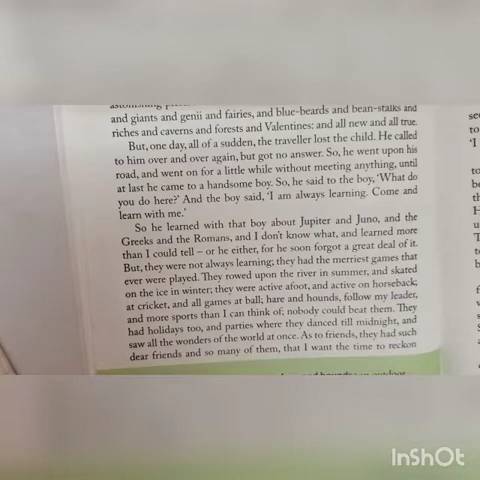 and giants and genii and fairies, and blue-beards and bean-stalks and
riches and caverns and forests and Valentines: and all new and all true.
But, one day, all of a sudden, the traveller lost the child. He called
to him over and over again, but got no answer. So, he went upon his
road, and went on for a little while without meeting anything, until
at last he came to a handsome boy. So, he said to the boy, 'What do
you do here?' And the boy said, 'I am always learning. Come and
learn with me.'
So he learned with that boy about Jupiter and Juno, and the
Greeks and the Romans, and I don't know what, and learned more
than I could tell – or he either, for he soon forgot a great deal of it.
But, they were not always learning; they had the merriest games that
ever were played. They rowed upon the river in summer, and skated
on the ice in winter; they were active afoot, and active on horseback;
at cricket, and all games at ball; hare and hounds, follow my leader,
and more sports than I can think of; nobody could beat them. They
had holidays too, and parties where they danced till midnight, and
saw all the wonders of the world at once. As to friends, they had such
dear friends and so many of them, that I want the time to reckon
InShOt